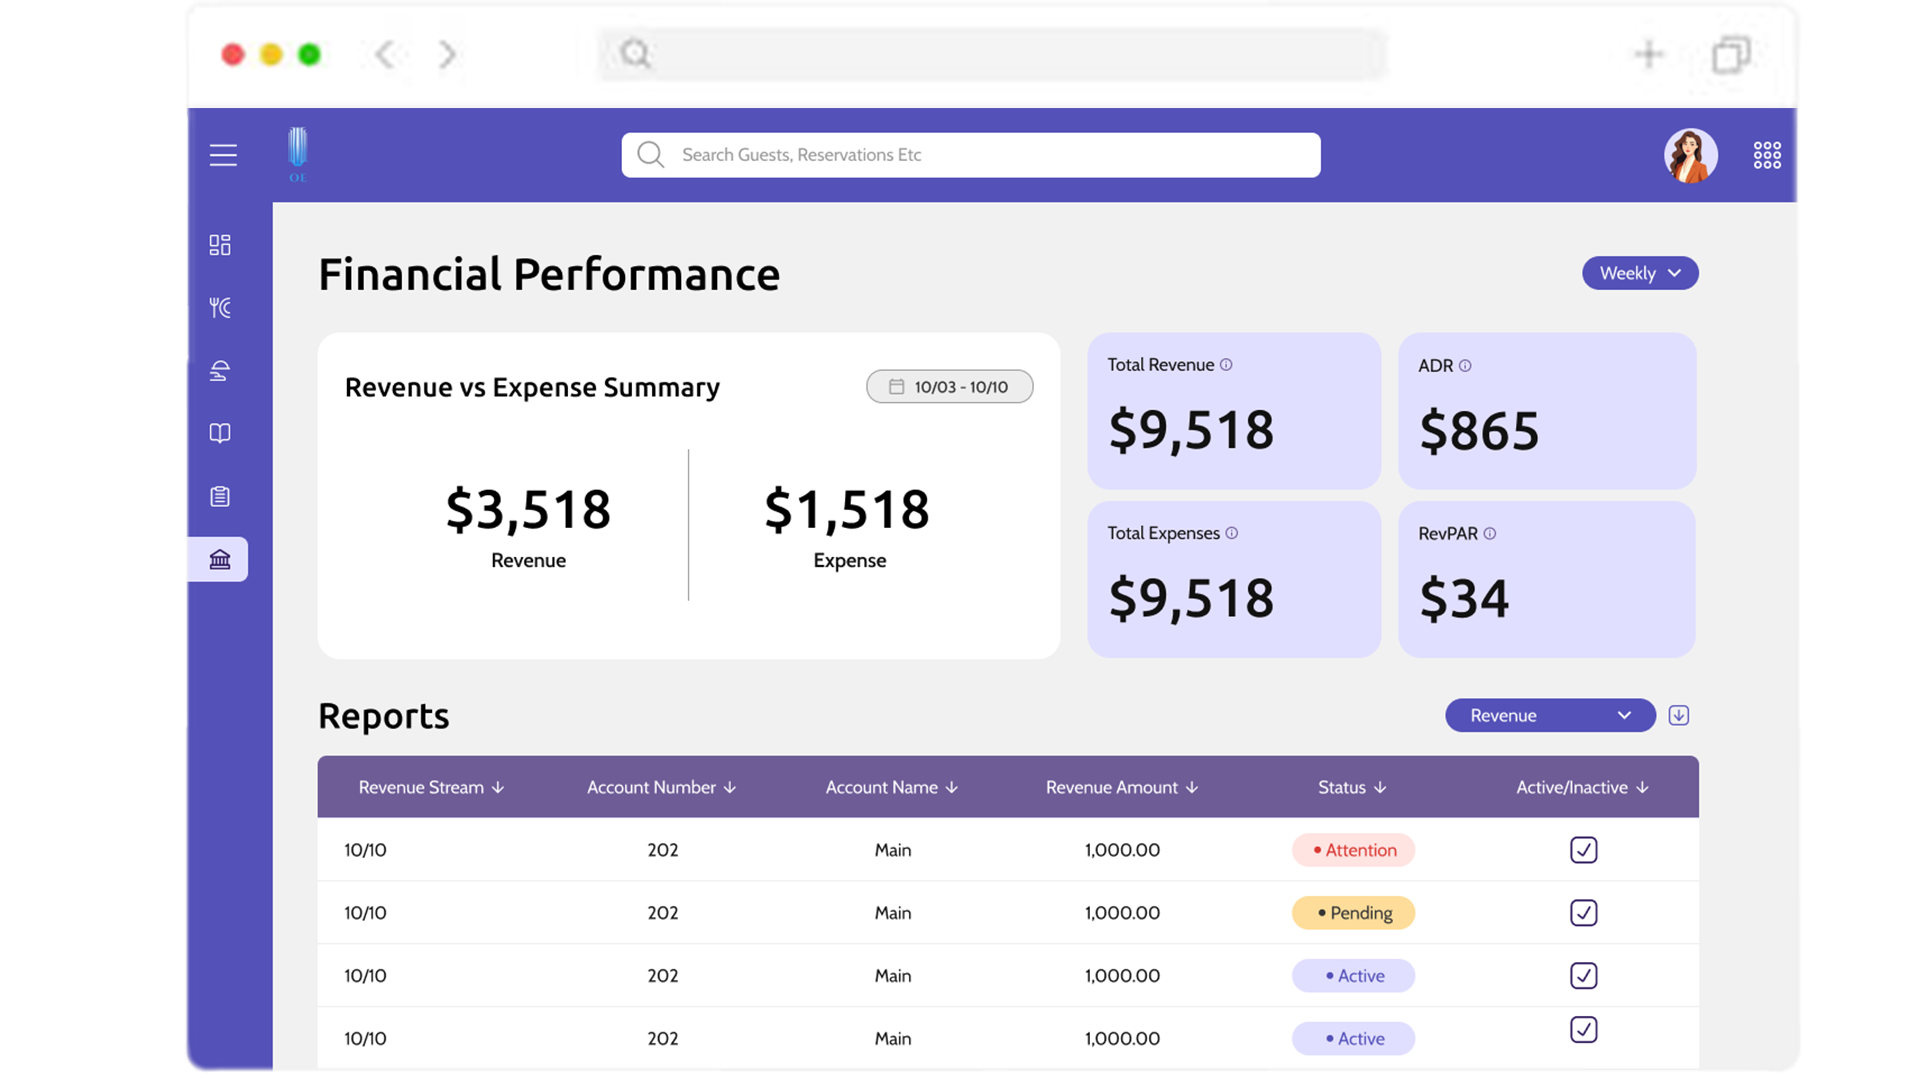 OE
Search Guests, Reservations Etc
Financial Performance
Weekly
Revenue vs Expense Summary
10/03 - 10/10
$3,518
Revenue
$1,518
Expense
Total Revenue
$9,518
ADR
$865
Total Expenses
$9,518
RevPAR
$34
Reports
Revenue
Revenue Stream Account Number Account Name Revenue Amount Status Active/Inactive
10/10 202 Main 1,000.00 Attention
10/10 202 Main 1,000.00 Pending
10/10 202 Main 1,000.00 Active
10/10 202 Main 1,000.00 Active